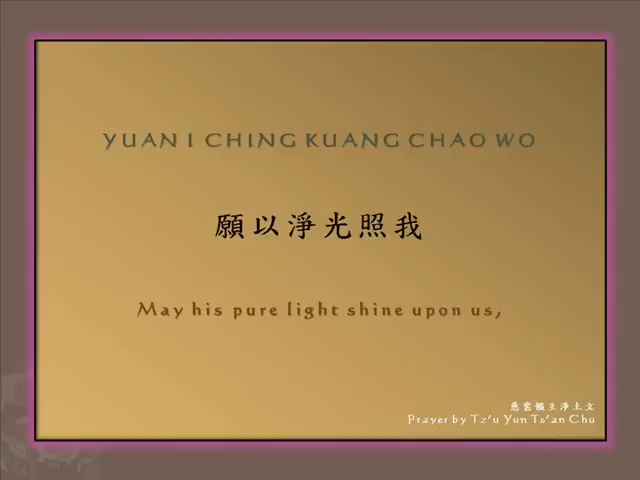 YUAN I CHING KUANG CHAO WO
願以淨光照我
May his pure light shine upon us,
慈雲懺主淨土文
Prayer by Tz'u Yun Ts'an Chu